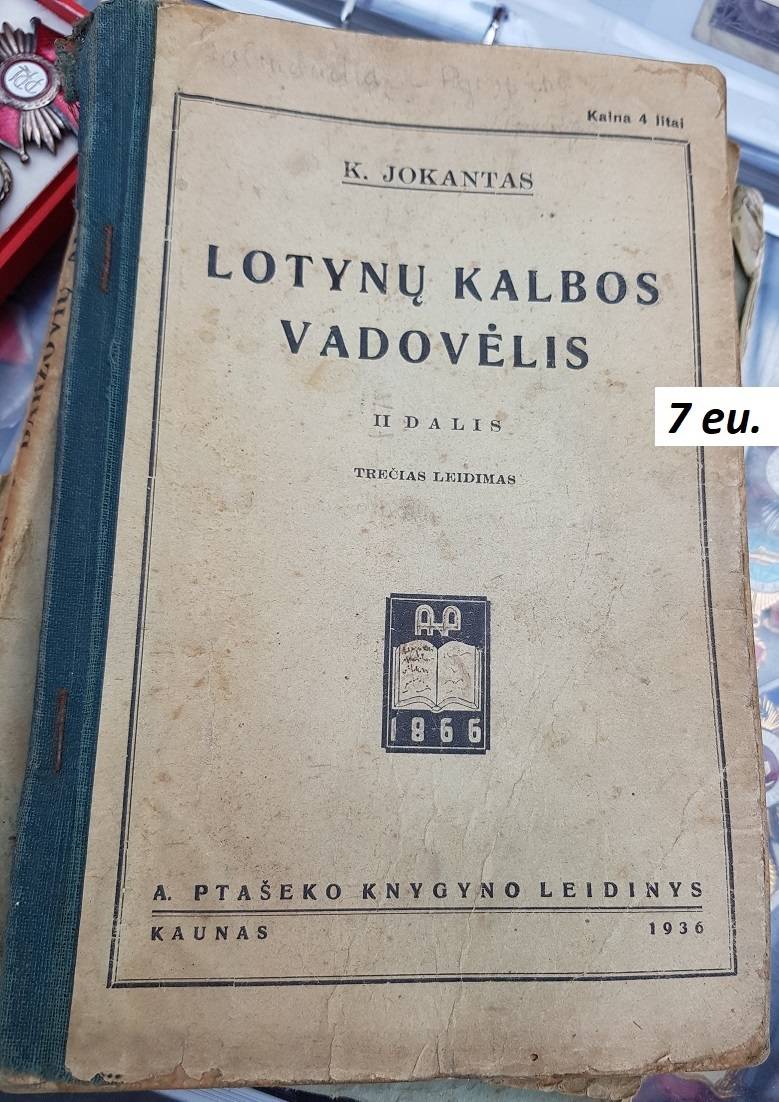 Kaina 4 litai
K. JOKANTAS
LOTYNŲ KALBOS
VADOVĖLIS
II DALIS
TREČIAS LEIDIMAS
7 eu.
A P
1866
A. PTAŠEKO KNYGYNO LEIDINYS
KAUNAS 1936